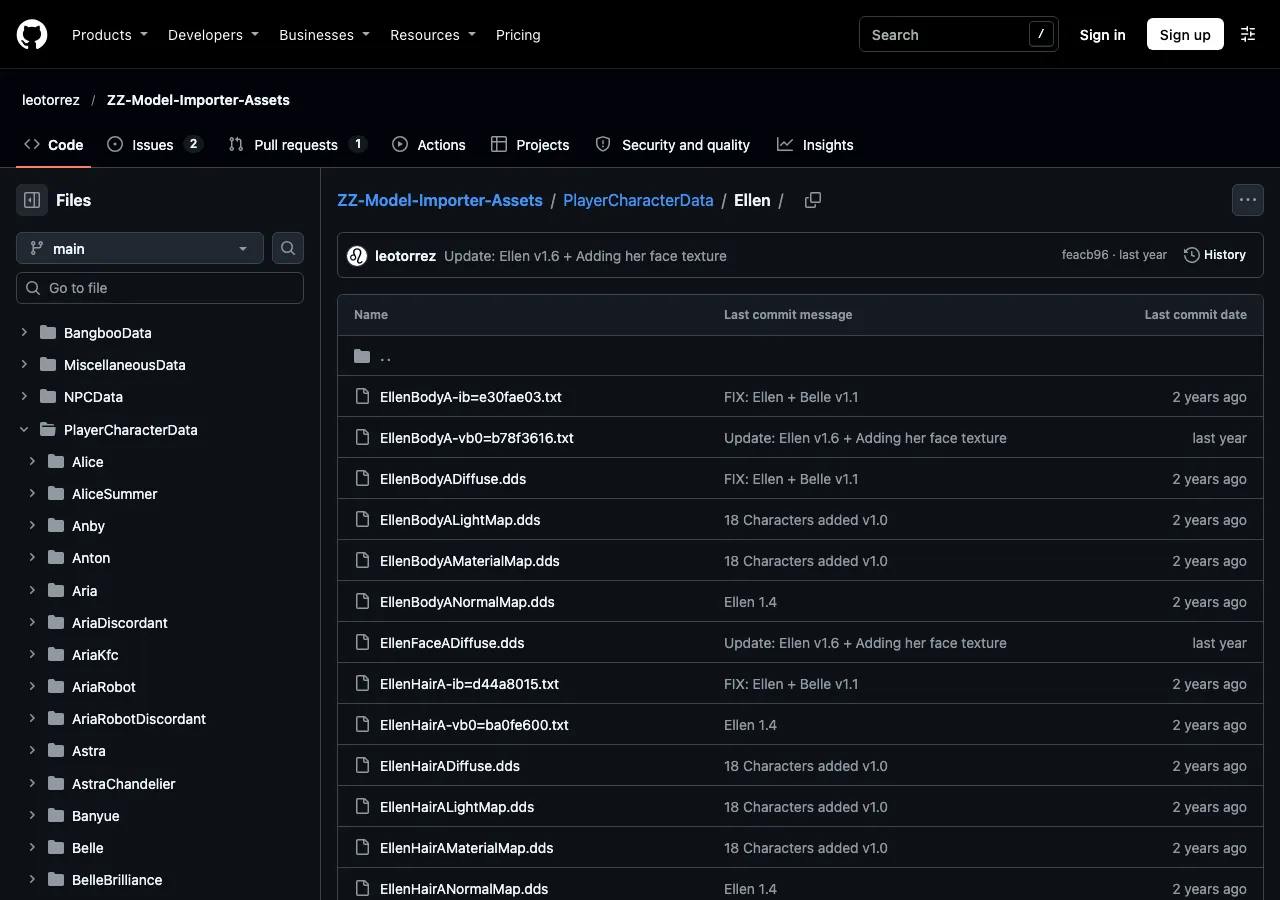 Products Developers Businesses Resources Pricing Search / Sign in Sign up
leotorrez / ZZ-Model-Importer-Assets
Code Issues 2 Pull requests 1 Actions Projects Security and quality Insights
Files
main
Go to file
BangbooData
MiscellaneousData
NPCData
PlayerCharacterData
Alice
AliceSummer
Anby
Anton
Aria
AriaDiscordant
AriaKfc
AriaRobot
AriaRobotDiscordant
Astra
AstraChandelier
Banyue
Belle
BelleBrilliance
ZZ-Model-Importer-Assets / PlayerCharacterData / Ellen /
leotorrez Update: Ellen v1.6 + Adding her face texture feacb96 · last year History
Name Last commit message Last commit date
..
EllenBodyA-ib=e30fae03.txt FIX: Ellen + Belle v1.1 2 years ago
EllenBodyA-vb0=b78f3616.txt Update: Ellen v1.6 + Adding her face texture last year
EllenBodyADiffuse.dds FIX: Ellen + Belle v1.1 2 years ago
EllenBodyALightMap.dds 18 Characters added v1.0 2 years ago
EllenBodyAMaterialMap.dds 18 Characters added v1.0 2 years ago
EllenBodyANormalMap.dds Ellen 1.4 2 years ago
EllenFaceADiffuse.dds Update: Ellen v1.6 + Adding her face texture last year
EllenHairA-ib=d44a8015.txt FIX: Ellen + Belle v1.1 2 years ago
EllenHairA-vb0=ba0fe600.txt Ellen 1.4 2 years ago
EllenHairADiffuse.dds 18 Characters added v1.0 2 years ago
EllenHairALightMap.dds 18 Characters added v1.0 2 years ago
EllenHairAMaterialMap.dds 18 Characters added v1.0 2 years ago
EllenHairANormalMap.dds Ellen 1.4 2 years ago